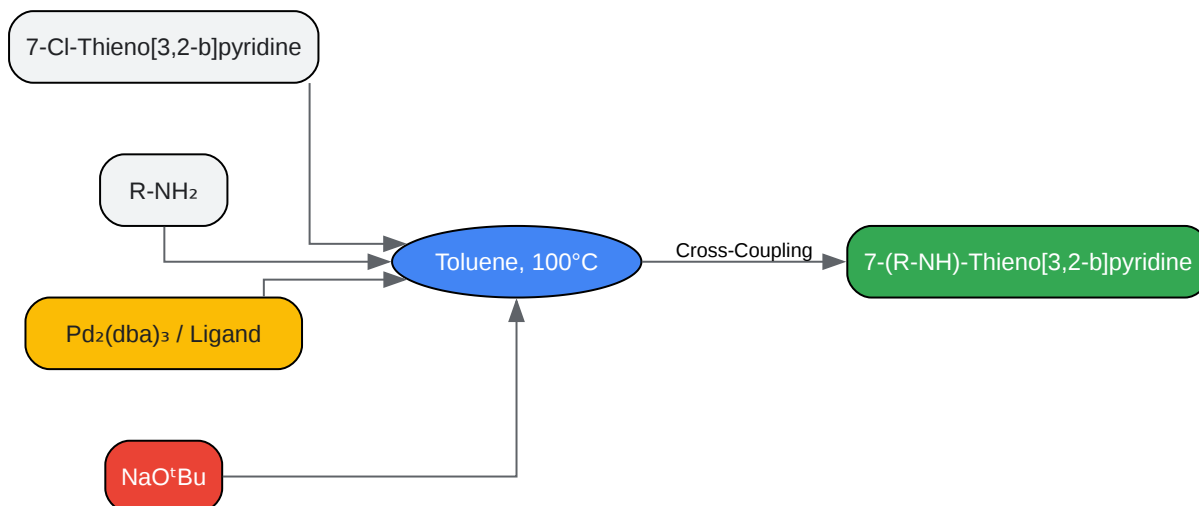 7-Cl-Thieno[3,2-b]pyridine
R-NH₂
Toluene, 100°C
Cross-Coupling
7-(R-NH)-Thieno[3,2-b]pyridine
Pd₂(dba)₃ / Ligand
NaOᵗBu